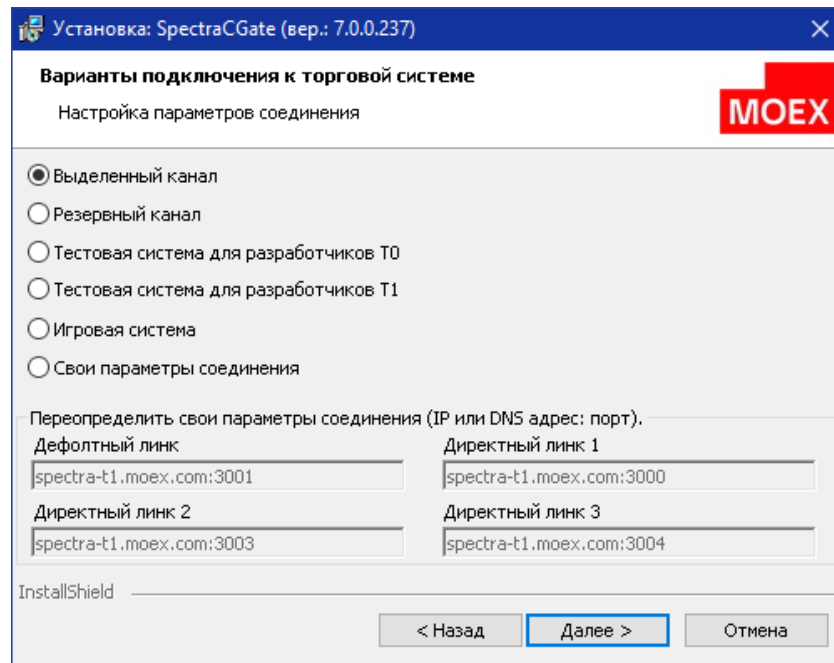 Установка: SpectraCGate (вер.: 7.0.0.237)
Варианты подключения к торговой системе
Настройка параметров соединения
MOEX
Выделенный канал
Резервный канал
Тестовая система для разработчиков T0
Тестовая система для разработчиков T1
Игровая система
Свои параметры соединения
Переопределить свои параметры соединения (IP или DNS адрес: порт).
Дефолтный линк
Директный линк 1
spectra-t1.moex.com:3001
spectra-t1.moex.com:3000
Директный линк 2
Директный линк 3
spectra-t1.moex.com:3003
spectra-t1.moex.com:3004
InstallShield
< Назад
Далее >
Отмена